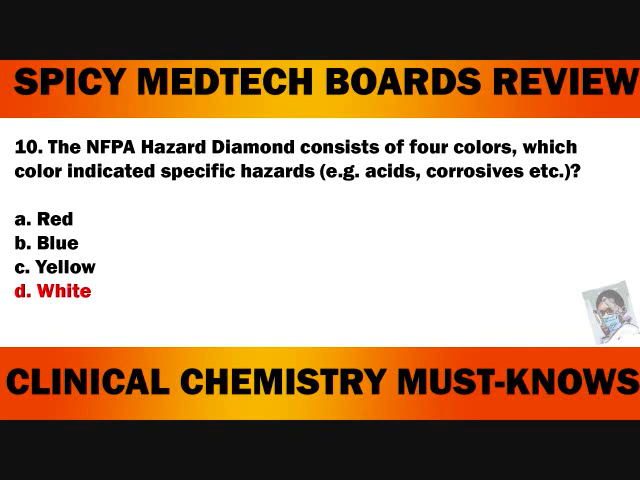 SPICY MEDTECH BOARDS REVIEW
10. The NFPA Hazard Diamond consists of four colors, which
color indicated specific hazards (e.g. acids, corrosives etc.)?
a. Red
b. Blue
c. Yellow
d. White
CLINICAL CHEMISTRY MUST-KNOWS